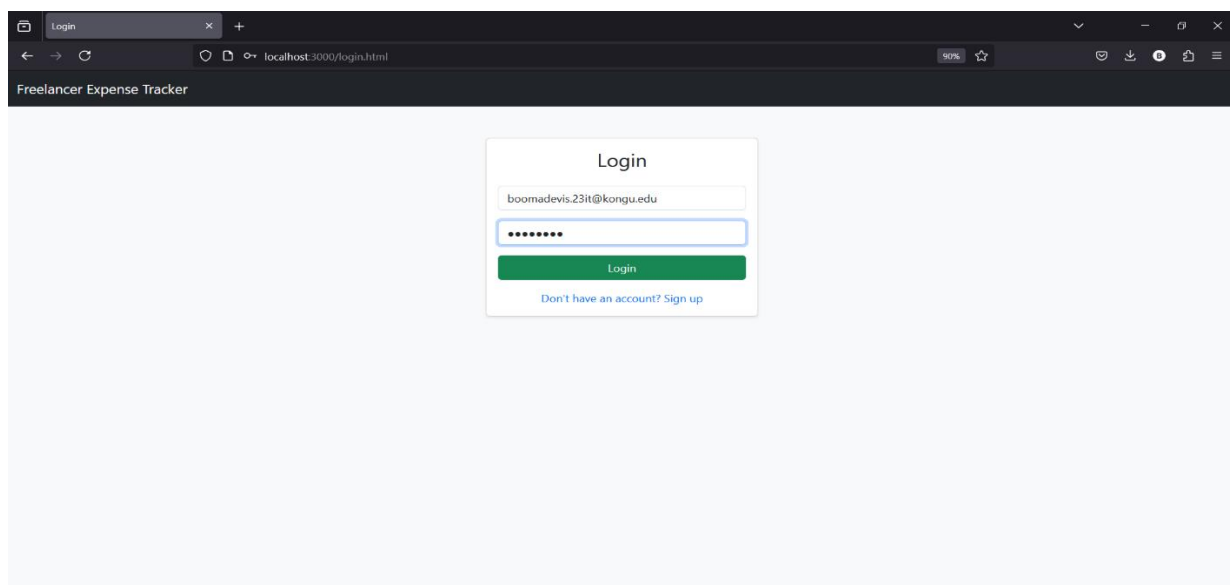 Login
localhost:3000/login.html
90%
B
Freelancer Expense Tracker
Login
boomadevis.23it@kongu.edu
••••••••
Login
Don't have an account? Sign up